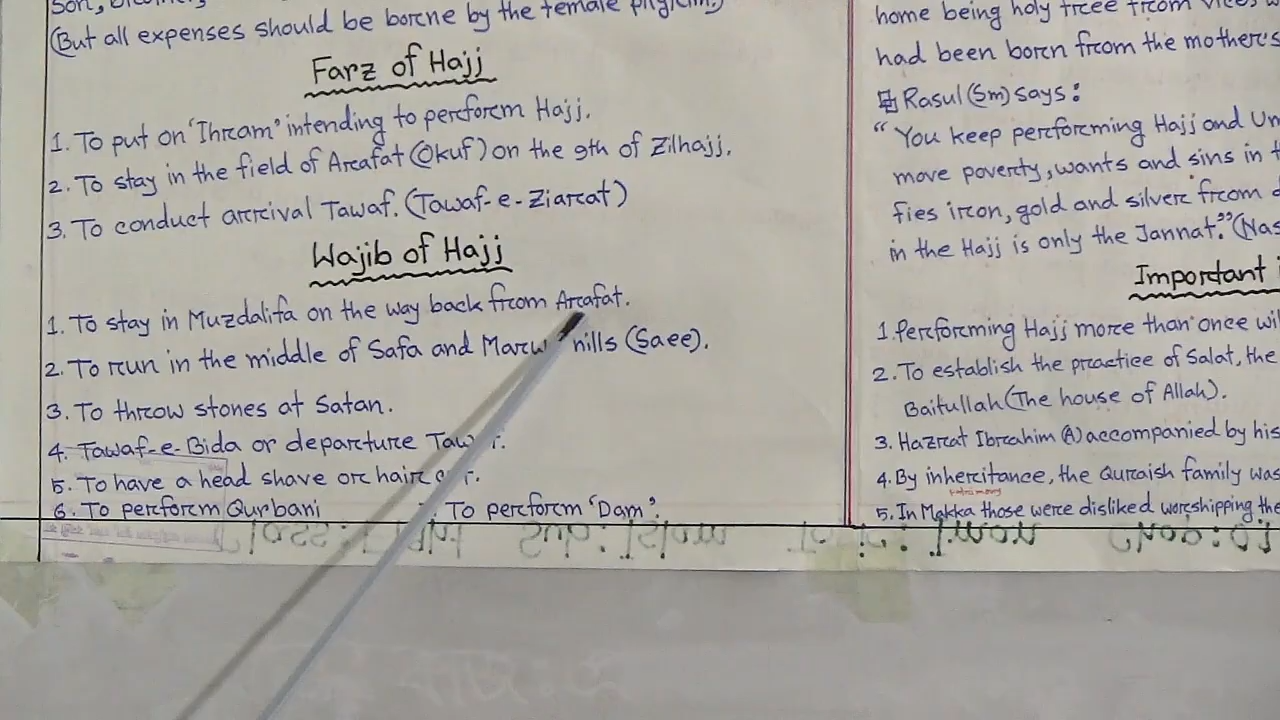 (But all expenses should be borne by the female
Farz of Hajj
1. To put on 'Ihram' intending to perform Hajj.
2. To stay in the field of Arafat (Okuf) on the 9th of Zilhajj.
3. To conduct arrival Tawaf. (Tawaf-e-Ziarat)
Wajib of Hajj
1. To stay in Muzdalifa on the way back from Arafat.
2. To run in the middle of Safa and hills (Saee).
3. To throw stones at Satan.
4. Tawaf-e-Bida or departure
5. To have a head shave or hair
6. To perform Qurbani
To perform 'Dam'.
home being holy free from
had been born from the mother's
Rasul (Sm) says:
"You keep performing Hajj and
move poverty, wants and sins in
fies iron, gold and silver from
in the Hajj is only the Jannat." (Nas
Important
1. Performing Hajj more than once
2. To establish the practice of Salat, the
Baitullah (The house of Allah).
3. Hazrat Ibrahim (A) accompanied by his
4. By inheritance, the Quraish family was
5. In Makka those were disliked worshipping the